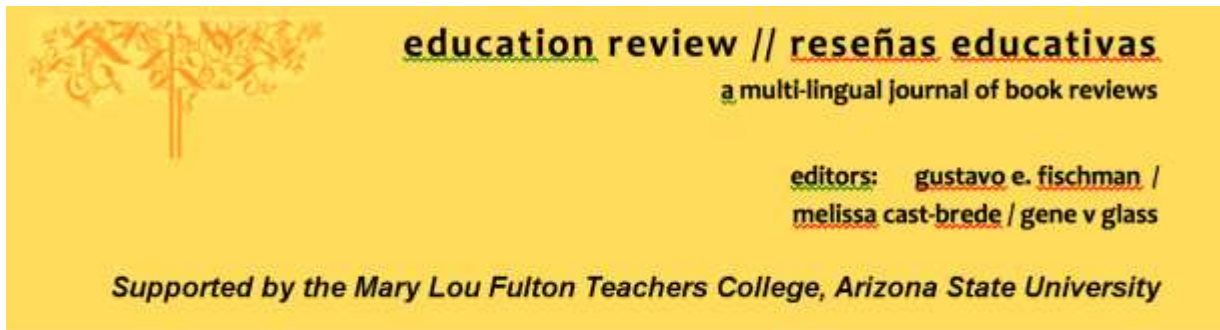 education review // reseñas educativas
a multi-lingual journal of book reviews
editors: gustavo e. fischman /
melissa cast-brede / gene v glass
Supported by the Mary Lou Fulton Teachers College, Arizona State University